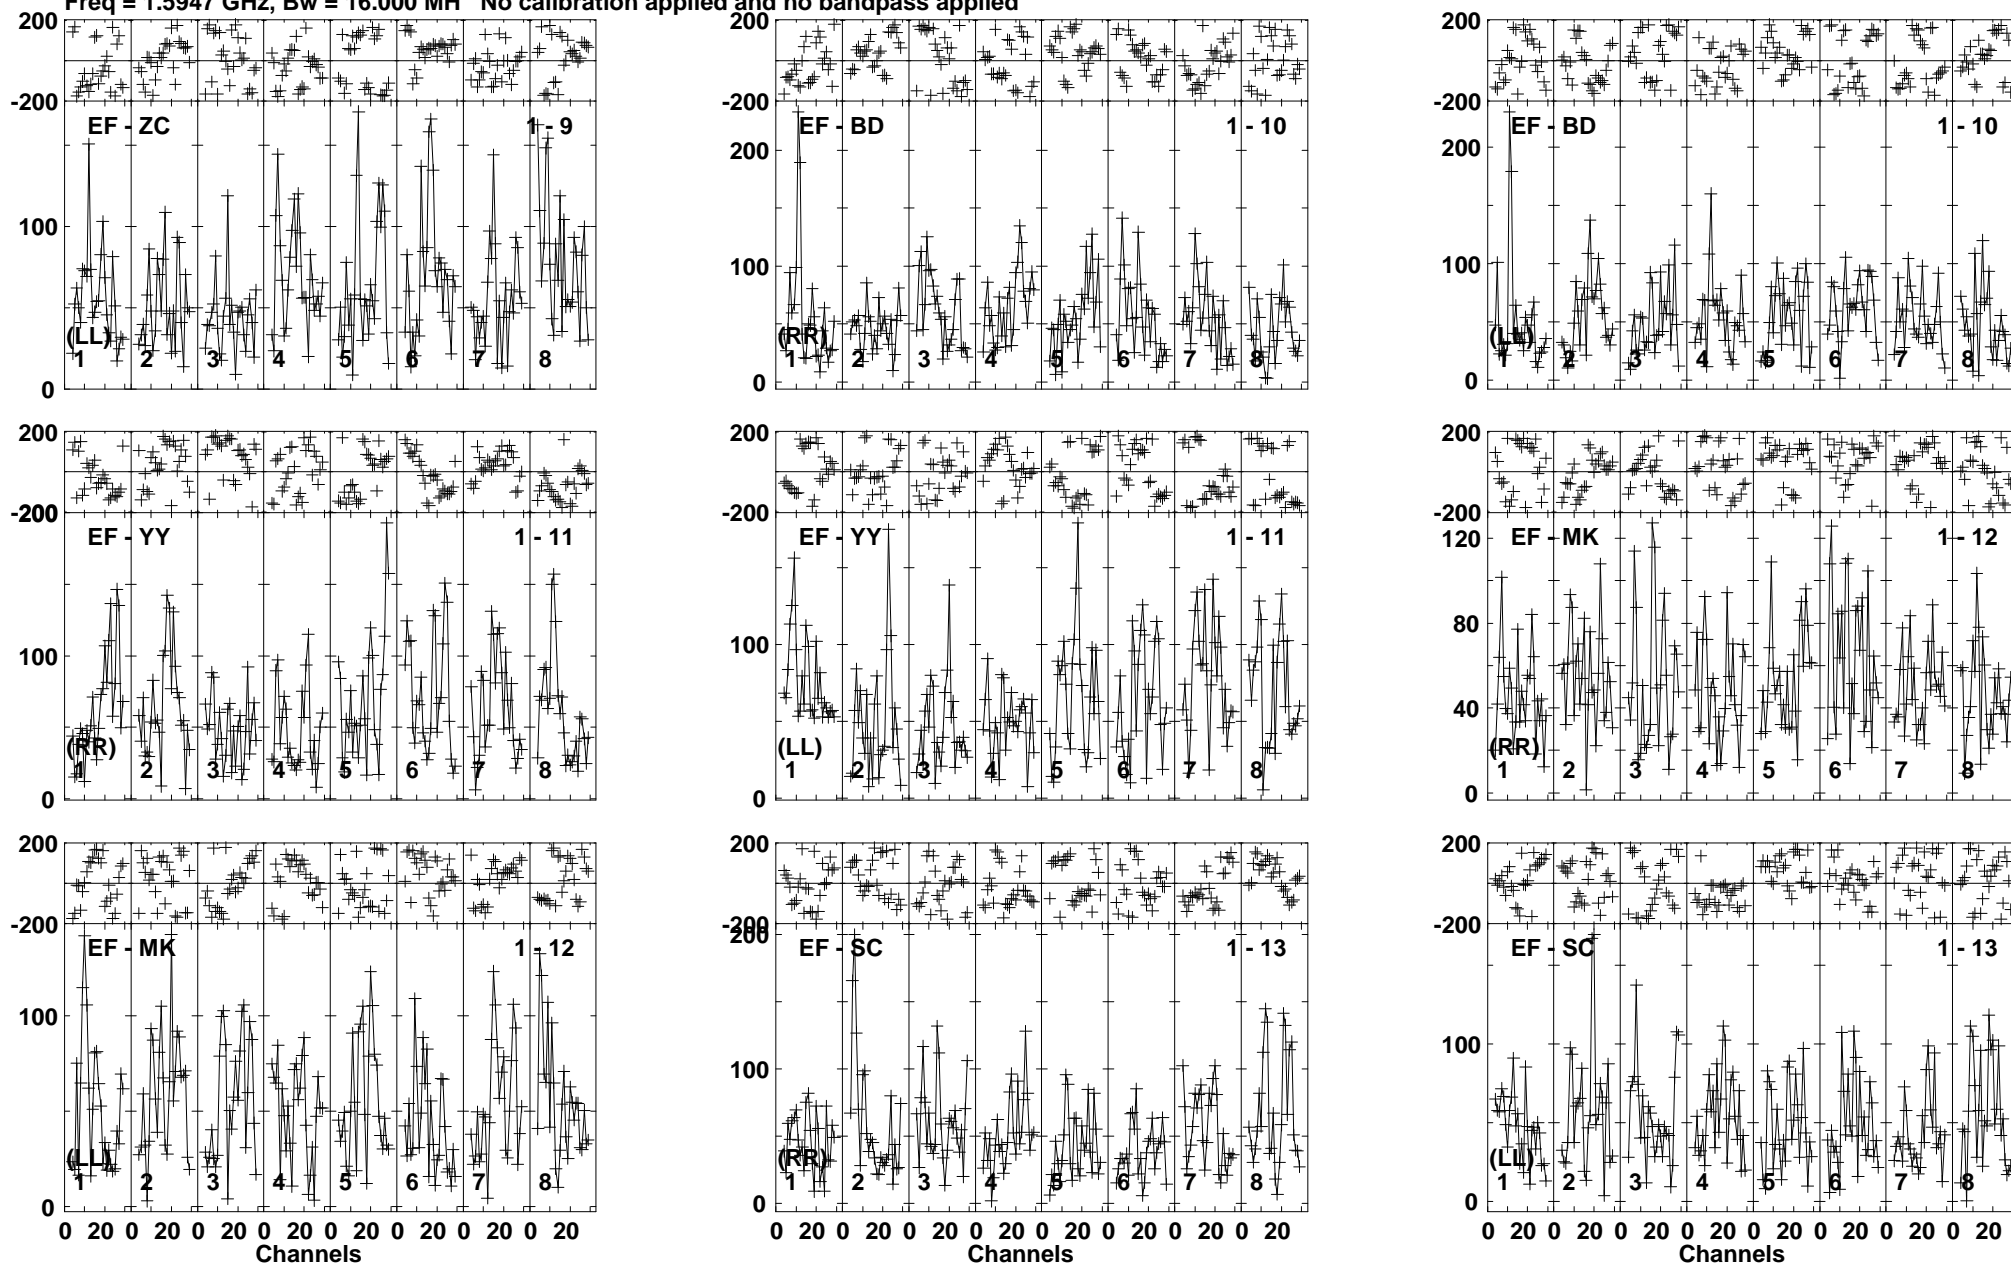 Freq = 1.5947 GHz, Bw = 16.000 MH No calibration applied and no bandpass applied
200 200 200
-200 -200 -200
EF - ZC 1 - 9 EF - BD 1 - 10 EF - BD 1 - 10
200 200
100 100 100
(LL) (RR) (LL)
1 2 3 4 5 6 7 8 1 2 3 4 5 6 7 8 1 2 3 4 5 6 7 8
0 0 0
200 200 200
-200 -200 -200
EF - YY 1 - 11 EF - YY 1 - 11 EF - MK 1 - 12
120
100 100 80
40
(RR) (LL) (RR)
1 2 3 4 5 6 7 8 1 2 3 4 5 6 7 8 1 2 3 4 5 6 7 8
0 0 0
200 200 200
-200 -200 -200
200
EF - MK 1 - 12 EF - SC 1 - 13 EF - SC 1 - 13
100 100 100
(LL) (RR) (LL)
1 2 3 4 5 6 7 8 1 2 3 4 5 6 7 8 1 2 3 4 5 6 7 8
0 0 0
0 20 0 20 0 20 0 20 0 20 0 20 0 20 0 20 0 20 0 20 0 20 0 20 0 20 0 20 0 20 0 20 0 20 0 20 0 20 0 20 0 20 0 20 0 20 0 20
Channels Channels Channels